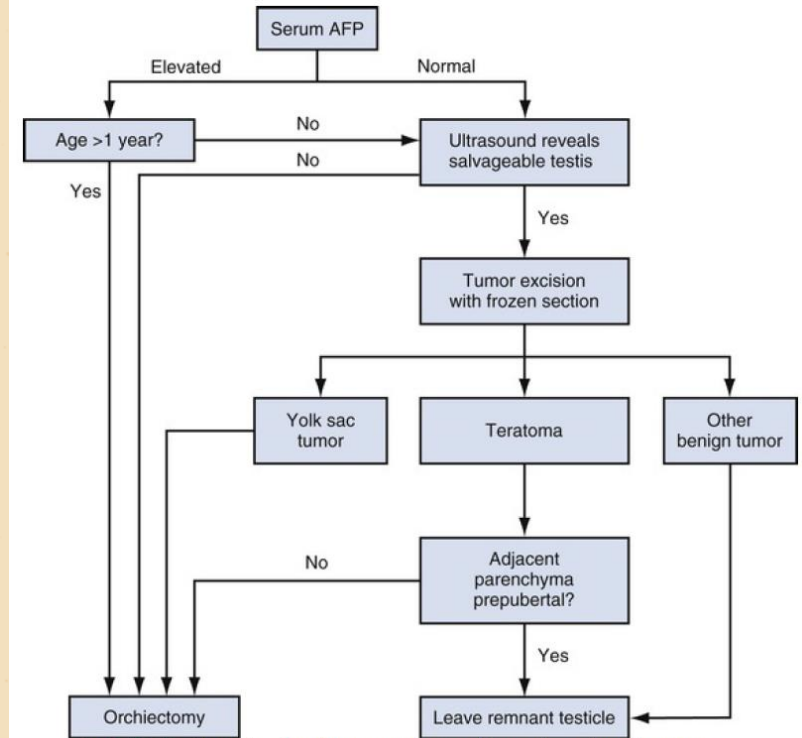 Serum AFP
Elevated
Normal
Age >1 year?
No
Ultrasound reveals
salvageable testis
No
Yes
Yes
Tumor excision
with frozen section
Yolk sac
tumor
Teratoma
Other
benign tumor
No
Adjacent
parenchyma
prepubertal?
Yes
Orchiectomy
Leave remnant testicle